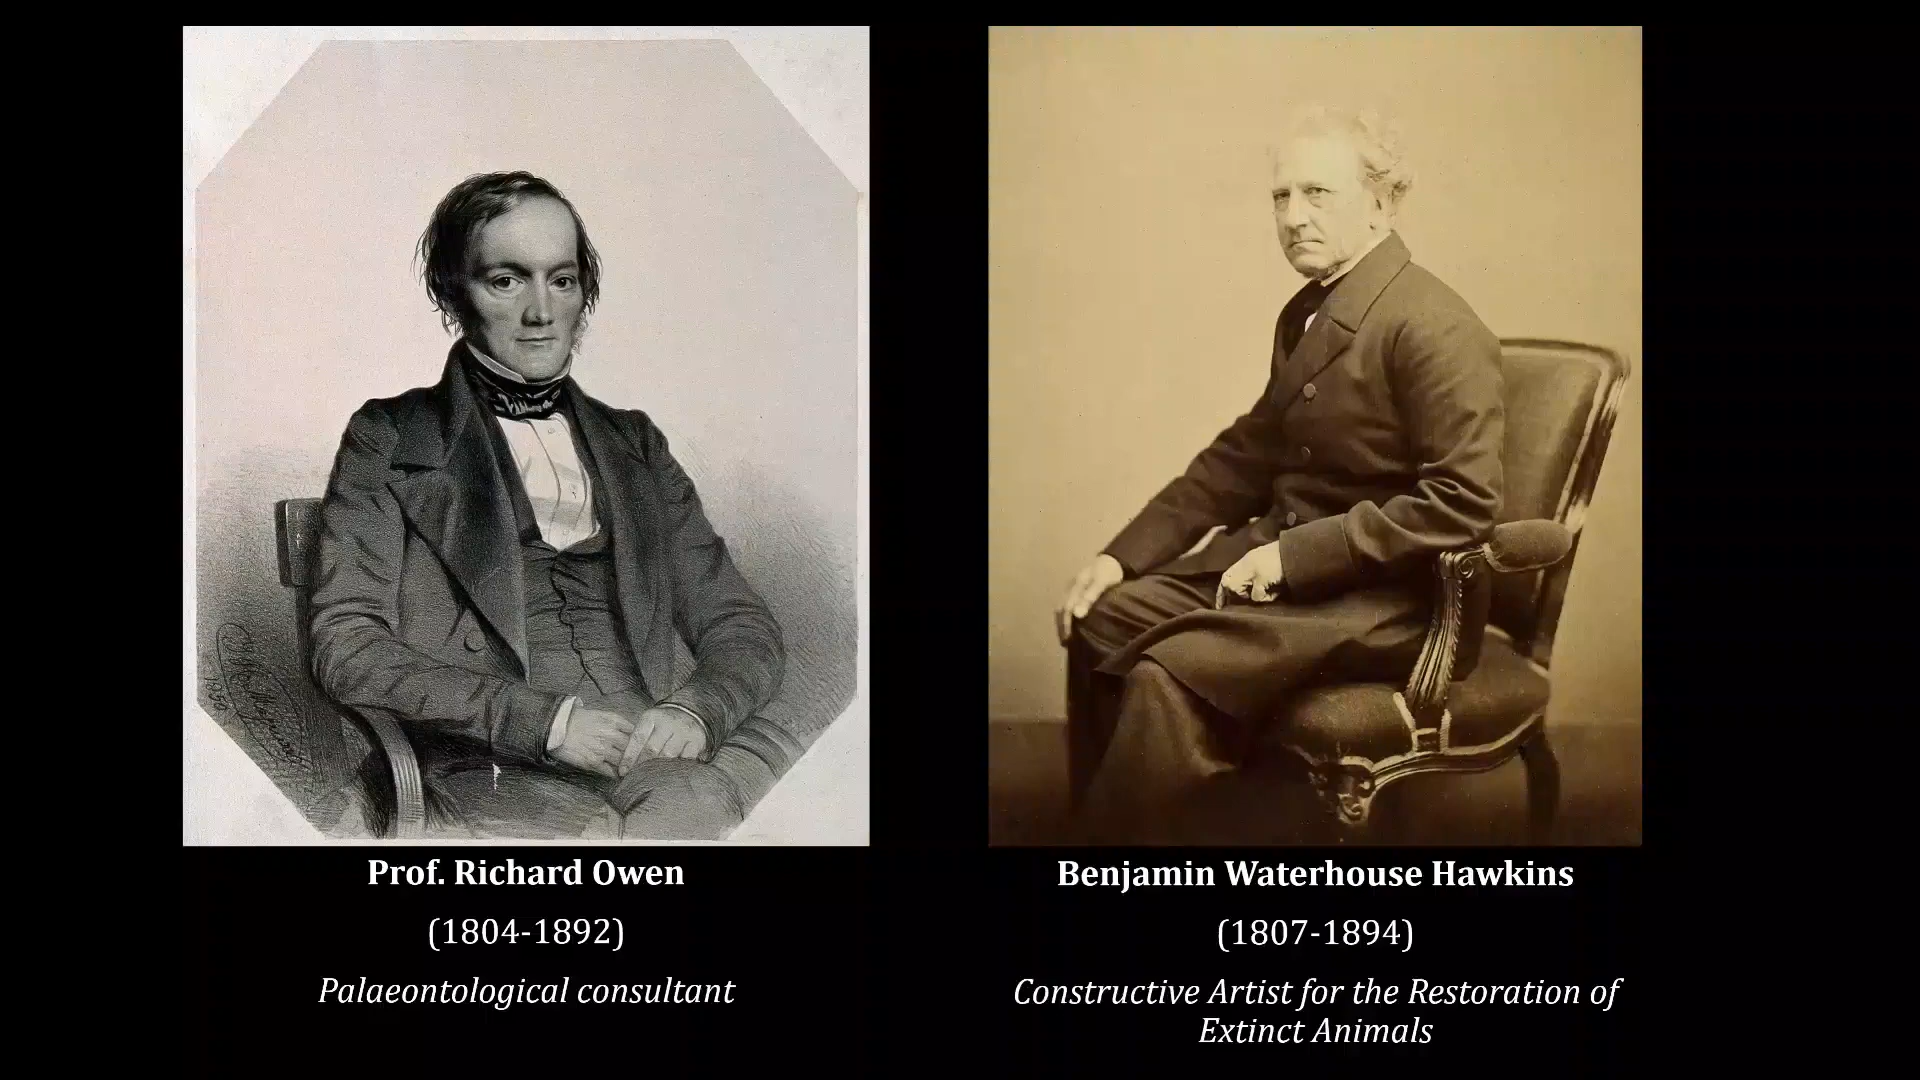 Prof. Richard Owen
(1804-1892)
Palaeontological consultant
Benjamin Waterhouse Hawkins
(1807-1894)
Constructive Artist for the Restoration of
Extinct Animals